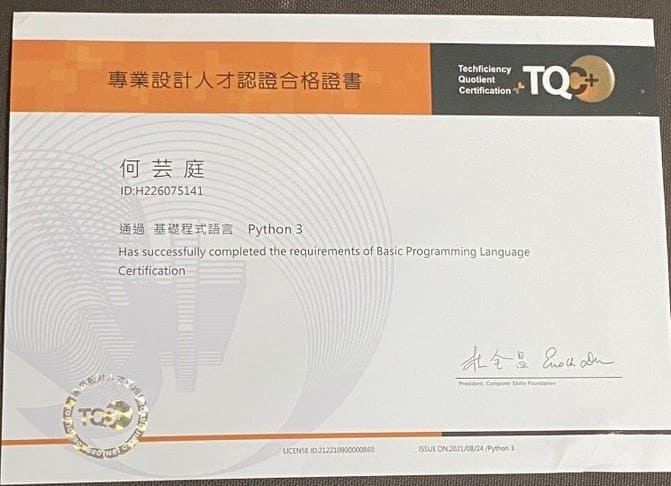 專業設計人才認證合格證書
Techficiency
Quotient
Certification
TQC+
何芸庭
ID:H226075141
通過 基礎程式語言 Python 3
Has successfully completed the requirements of Basic Programming Language
Certification
President, Computer Skills Foundation
TQC+
LICENSE ID:212210900000860 ISSUE ON:2021/08/24 /Python 3